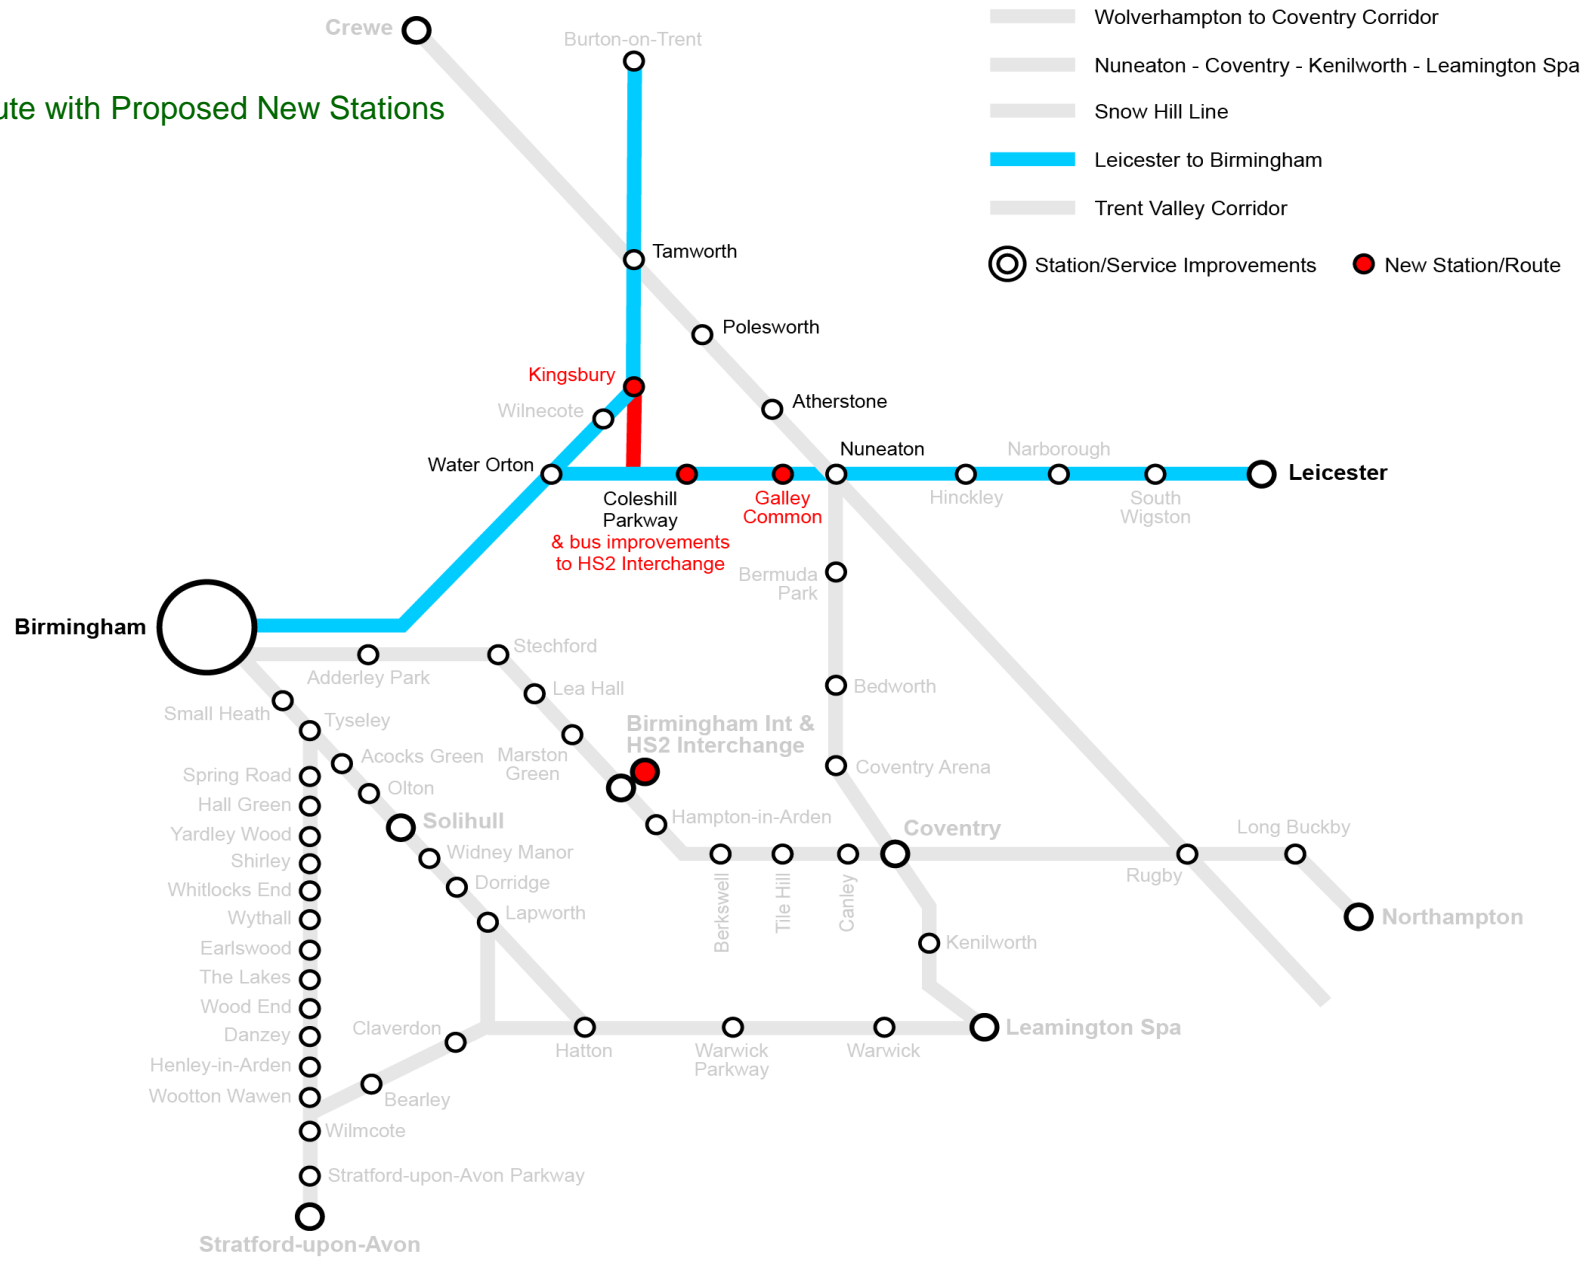 Crewe
Burton-on-Trent
Wolverhampton to Coventry Corridor
Nuneaton - Coventry - Kenilworth - Leamington Spa
ute with Proposed New Stations
Snow Hill Line
Leicester to Birmingham
Trent Valley Corridor
Tamworth
Station/Service Improvements
New Station/Route
Polesworth
Kingsbury
Wilnecote
Atherstone
Water Orton
Nuneaton
Narborough
Leicester
Coleshill
Parkway
& bus improvements
to HS2 Interchange
Galley
Common
Hinckley
South
Wigston
Bermuda
Park
Birmingham
Stechford
Adderley Park
Lea Hall
Bedworth
Small Heath
Tyseley
Birmingham Int &
HS2 Interchange
Acocks Green
Marston
Green
Coventry Arena
Spring Road
Olton
Hall Green
Solihull
Hampton-in-Arden
Coventry
Long Buckby
Yardley Wood
Widney Manor
Shirley
Dorridge
Rugby
Whitlocks End
Berkswell
Tile Hill
Canley
Lapworth
Wythall
Northampton
Earlswood
Kenilworth
The Lakes
Wood End
Danzey
Claverdon
Hatton
Warwick
Parkway
Warwick
Leamington Spa
Henley-in-Arden
Wootton Wawen
Bearley
Wilmcote
Stratford-upon-Avon Parkway
Stratford-upon-Avon